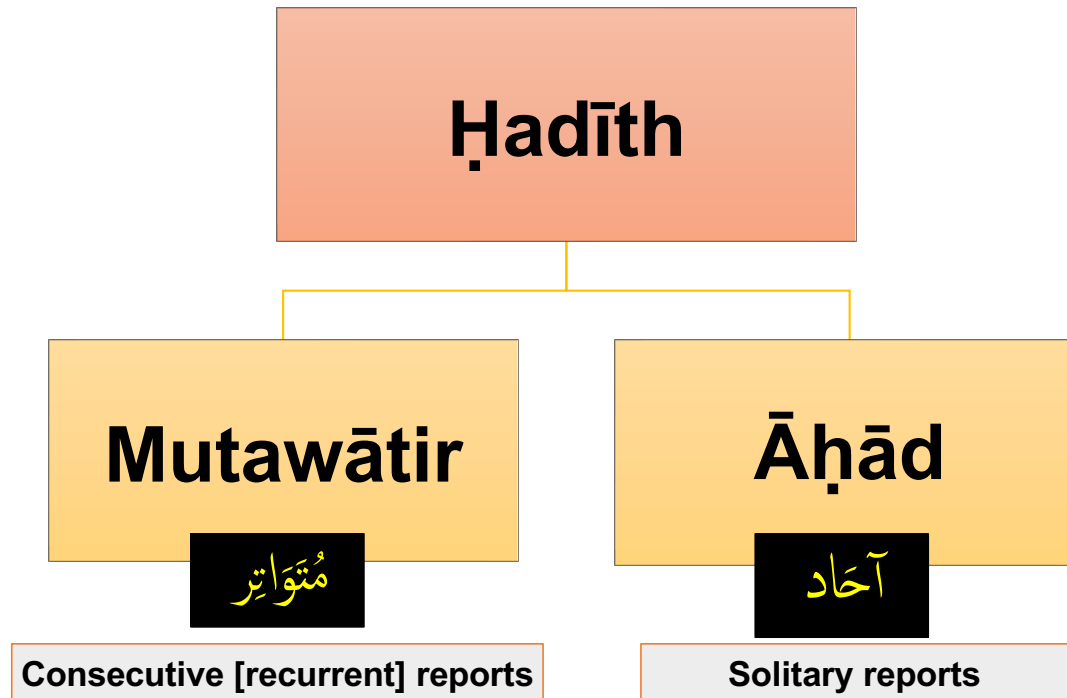 Ḥadīth
Mutawātir
Āḥād
مُتَوَاتِر
آحَاد
Consecutive [recurrent] reports
Solitary reports